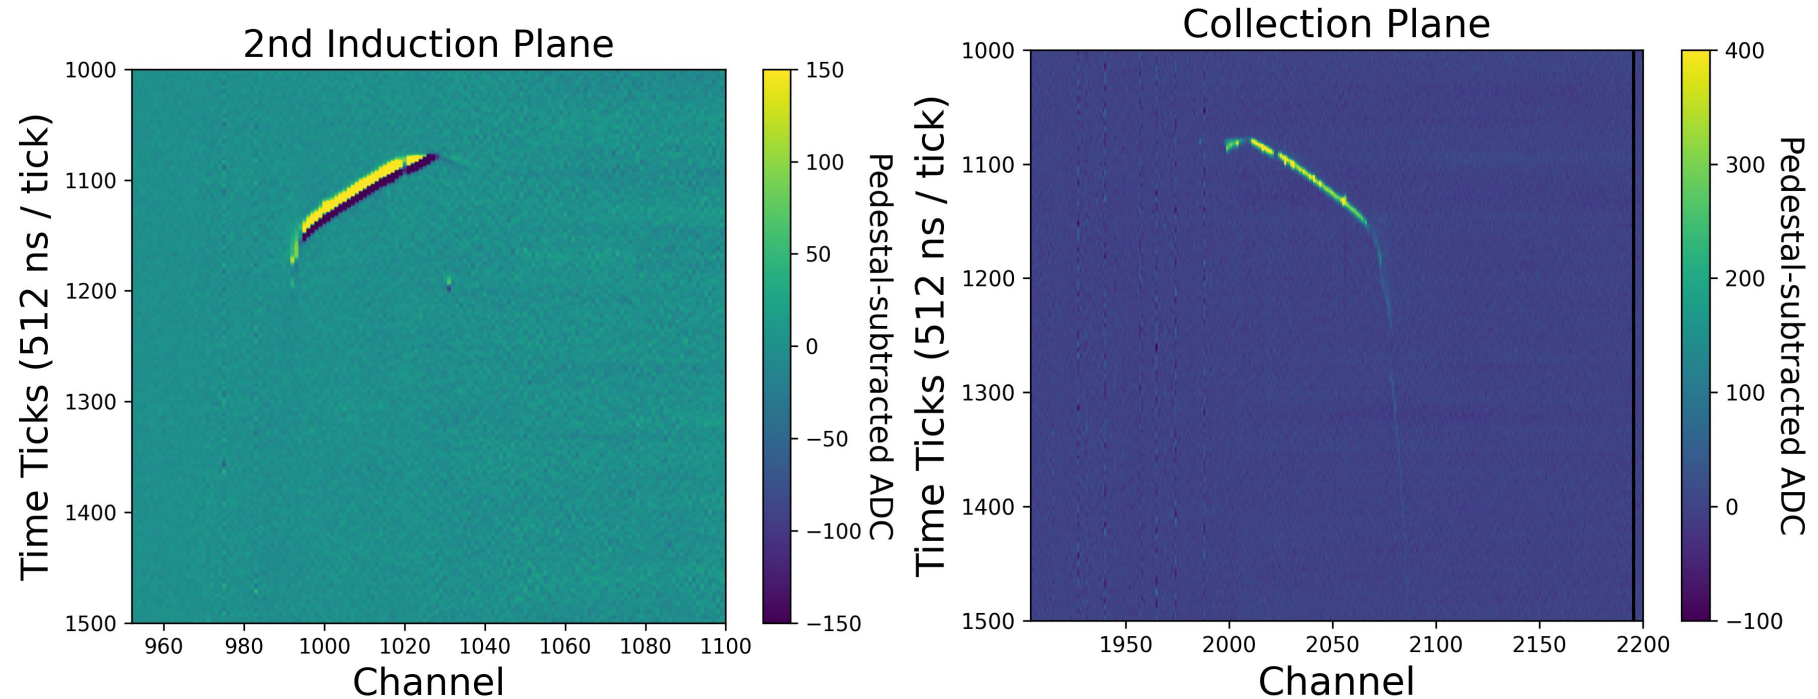 2nd Induction Plane
Time Ticks (512 ns / tick)
1000
1100
1200
1300
1400
1500
960 980 1000 1020 1040 1060 1080 1100
Channel
150
100
50
0
−50
−100
−150
Pedestal-subtracted ADC
Collection Plane
Time Ticks (512 ns / tick)
1000
1100
1200
1300
1400
1500
1950 2000 2050 2100 2150 2200
Channel
400
300
200
100
0
−100
Pedestal-subtracted ADC